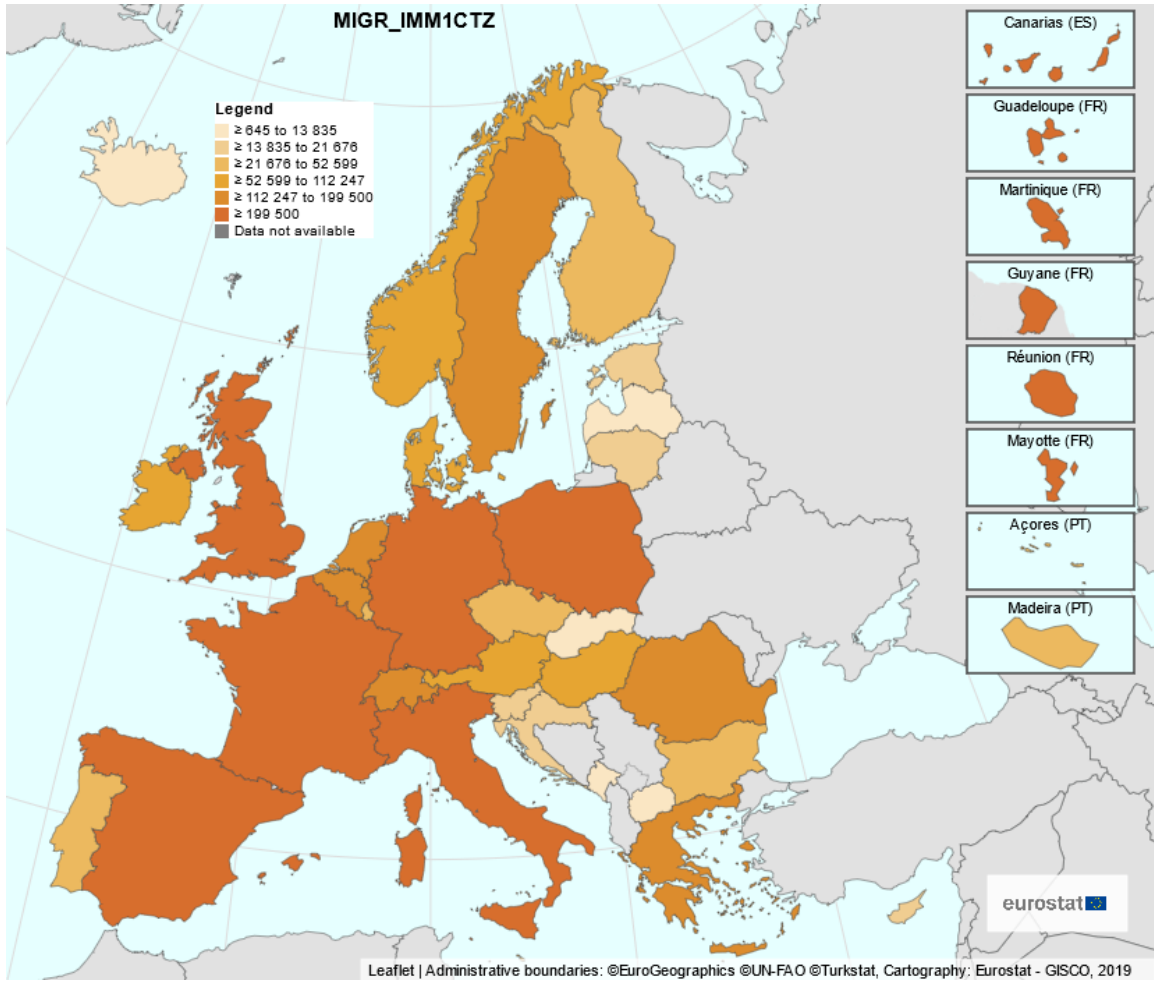 MIGR_IMM1CTZ
Legend
≥ 645 to 13 835
≥ 13 835 to 21 676
≥ 21 676 to 52 599
≥ 52 599 to 112 247
≥ 112 247 to 199 500
≥ 199 500
Data not available
Canarias (ES)
Guadeloupe (FR)
Martinique (FR)
Guyane (FR)
Réunion (FR)
Mayotte (FR)
Açores (PT)
Madeira (PT)
eurostat
Leaflet | Administrative boundaries: ©EuroGeographics ©UN-FAO ©Turkstat, Cartography: Eurostat - GISCO, 2019